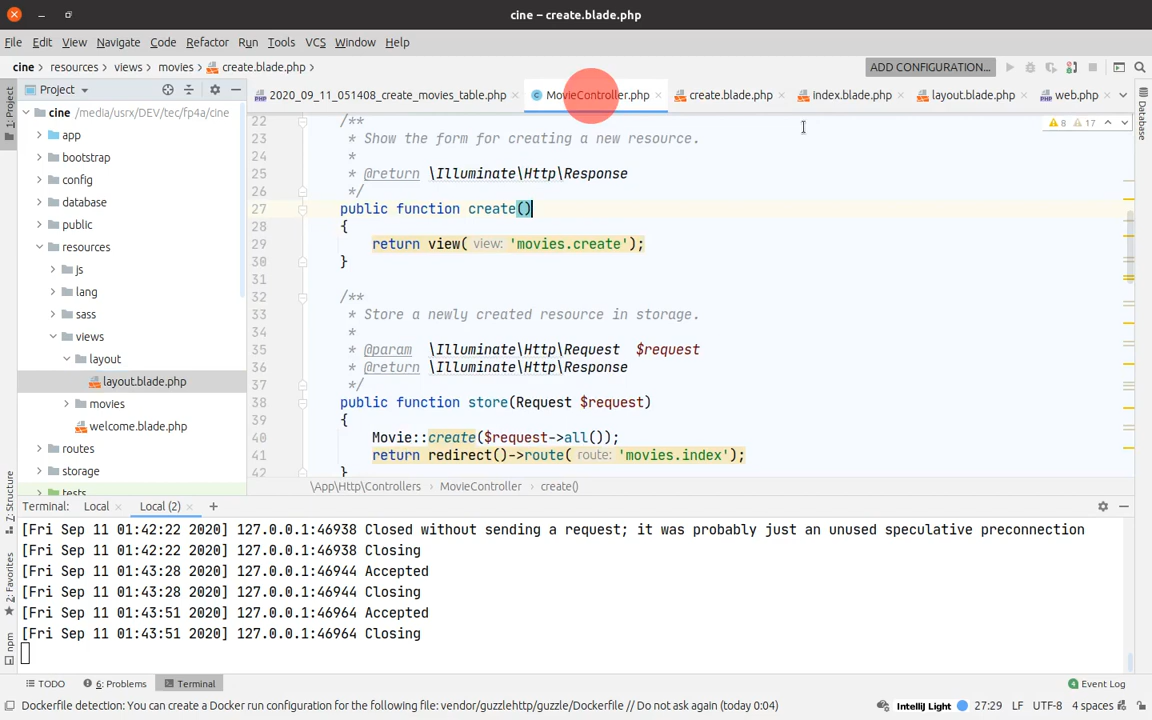 cine – create.blade.php
File Edit View Navigate Code Refactor Run Tools VCS Window Help
cine resources views movies create.blade.php ADD CONFIGURATION...
Project
2020_09_11_051408_create_movies_table.php MovieController.php create.blade.php index.blade.php layout.blade.php web.php
1: Project
Database
8 17
cine /media/usrx/DEV/tec/fp4a/cine
app
bootstrap
config
database
public
resources
js
lang
sass
views
layout
layout.blade.php
movies
welcome.blade.php
routes
storage
tests
22 /**
23 * Show the form for creating a new resource.
24 *
25 * @return \Illuminate\Http\Response
26 */
27 public function create()
28 {
29 return view( view: 'movies.create');
30 }
31
32 /**
33 * Store a newly created resource in storage.
34 *
35 * @param \Illuminate\Http\Request $request
36 * @return \Illuminate\Http\Response
37 */
38 public function store(Request $request)
39 {
40 Movie::create($request->all());
41 return redirect()->route( route: 'movies.index');
42 }
\App\Http\Controllers MovieController create()
Z: Structure
2: Favorites
npm
Terminal: Local Local (2) +
[Fri Sep 11 01:42:22 2020] 127.0.0.1:46938 Closed without sending a request; it was probably just an unused speculative preconnection
[Fri Sep 11 01:42:22 2020] 127.0.0.1:46938 Closing
[Fri Sep 11 01:43:28 2020] 127.0.0.1:46944 Accepted
[Fri Sep 11 01:43:28 2020] 127.0.0.1:46944 Closing
[Fri Sep 11 01:43:51 2020] 127.0.0.1:46964 Accepted
[Fri Sep 11 01:43:51 2020] 127.0.0.1:46964 Closing
TODO 6: Problems Terminal 4 Event Log
Dockerfile detection: You can create a Docker run configuration for the following file: vendor/guzzlehttp/guzzle/Dockerfile // Do not ask again (today 0:04) IntelliJ Light 27:29 LF UTF-8 4 spaces